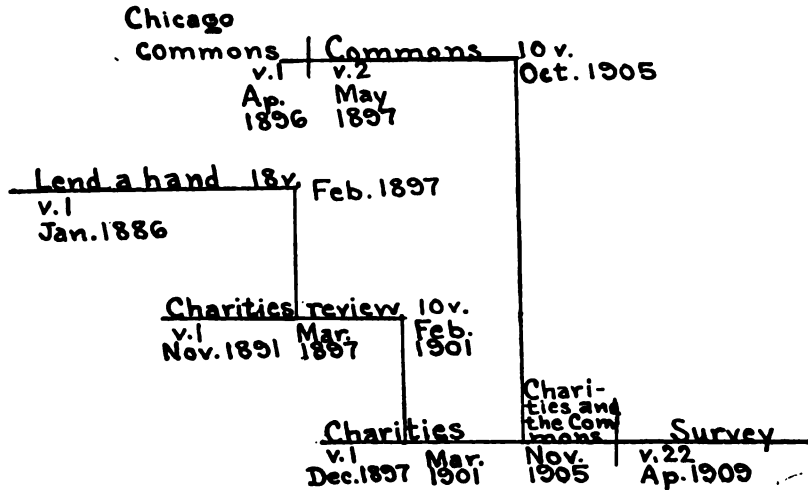 Chicago
commons Commons 10 v.
v.1 v.2 Oct. 1905
Ap. May
1896 1897
Lend a hand 18v. Feb. 1897
v.1
Jan. 1886
Charities review 10v.
v.1 Mar. Feb.
Nov. 1891 1897 1901
Chari-
ties and
the Com
mons
Charities Survey
v.1 Mar. Nov. v.22
Dec. 1897 1901 1905 Ap. 1909